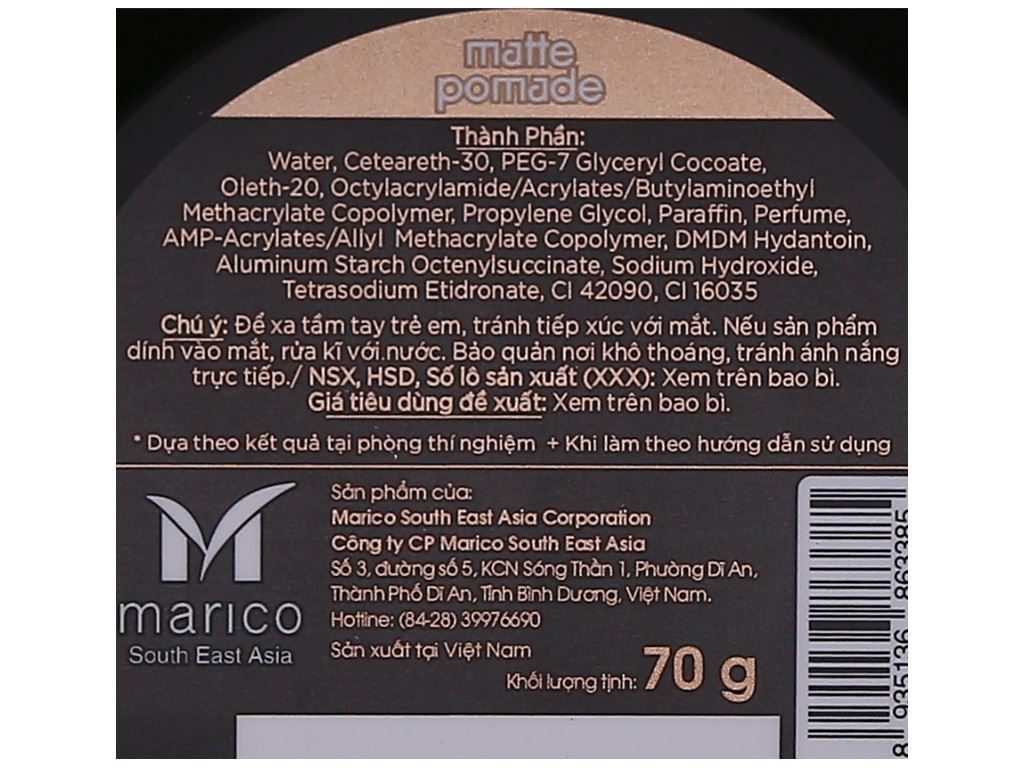 matte
pomade
Thành Phần:
Water, Ceteareth-30, PEG-7 Glyceryl Cocoate,
Oleth-20, Octylacrylamide/Acrylates/Butylaminoethyl
Methacrylate Copolymer, Propylene Glycol, Paraffin, Perfume,
AMP-Acrylates/Allyl Methacrylate Copolymer, DMDM Hydantoin,
Aluminum Starch Octenylsuccinate, Sodium Hydroxide,
Tetrasodium Etidronate, CI 42090, CI 16035
Chú ý: Để xa tầm tay trẻ em, tránh tiếp xúc với mắt. Nếu sản phẩm
dính vào mắt, rửa kĩ với nước. Bảo quản nơi khô thoáng, tránh ánh nắng
trực tiếp./ NSX, HSD, Số lô sản xuất (XXX): Xem trên bao bì.
Giá tiêu dùng đề xuất: Xem trên bao bì.
* Dựa theo kết quả tại phòng thí nghiệm + Khi làm theo hướng dẫn sử dụng
marico
South East Asia
Sản phẩm của:
Marico South East Asia Corporation
Công ty CP Marico South East Asia
Số 3, đường số 5, KCN Sóng Thần 1, Phường Dĩ An,
Thành Phố Dĩ An, Tỉnh Bình Dương, Việt Nam.
Hotline: (84-28) 39976690
Sản xuất tại Việt Nam
Khối lượng tịnh: 70 g
8 935136 863385